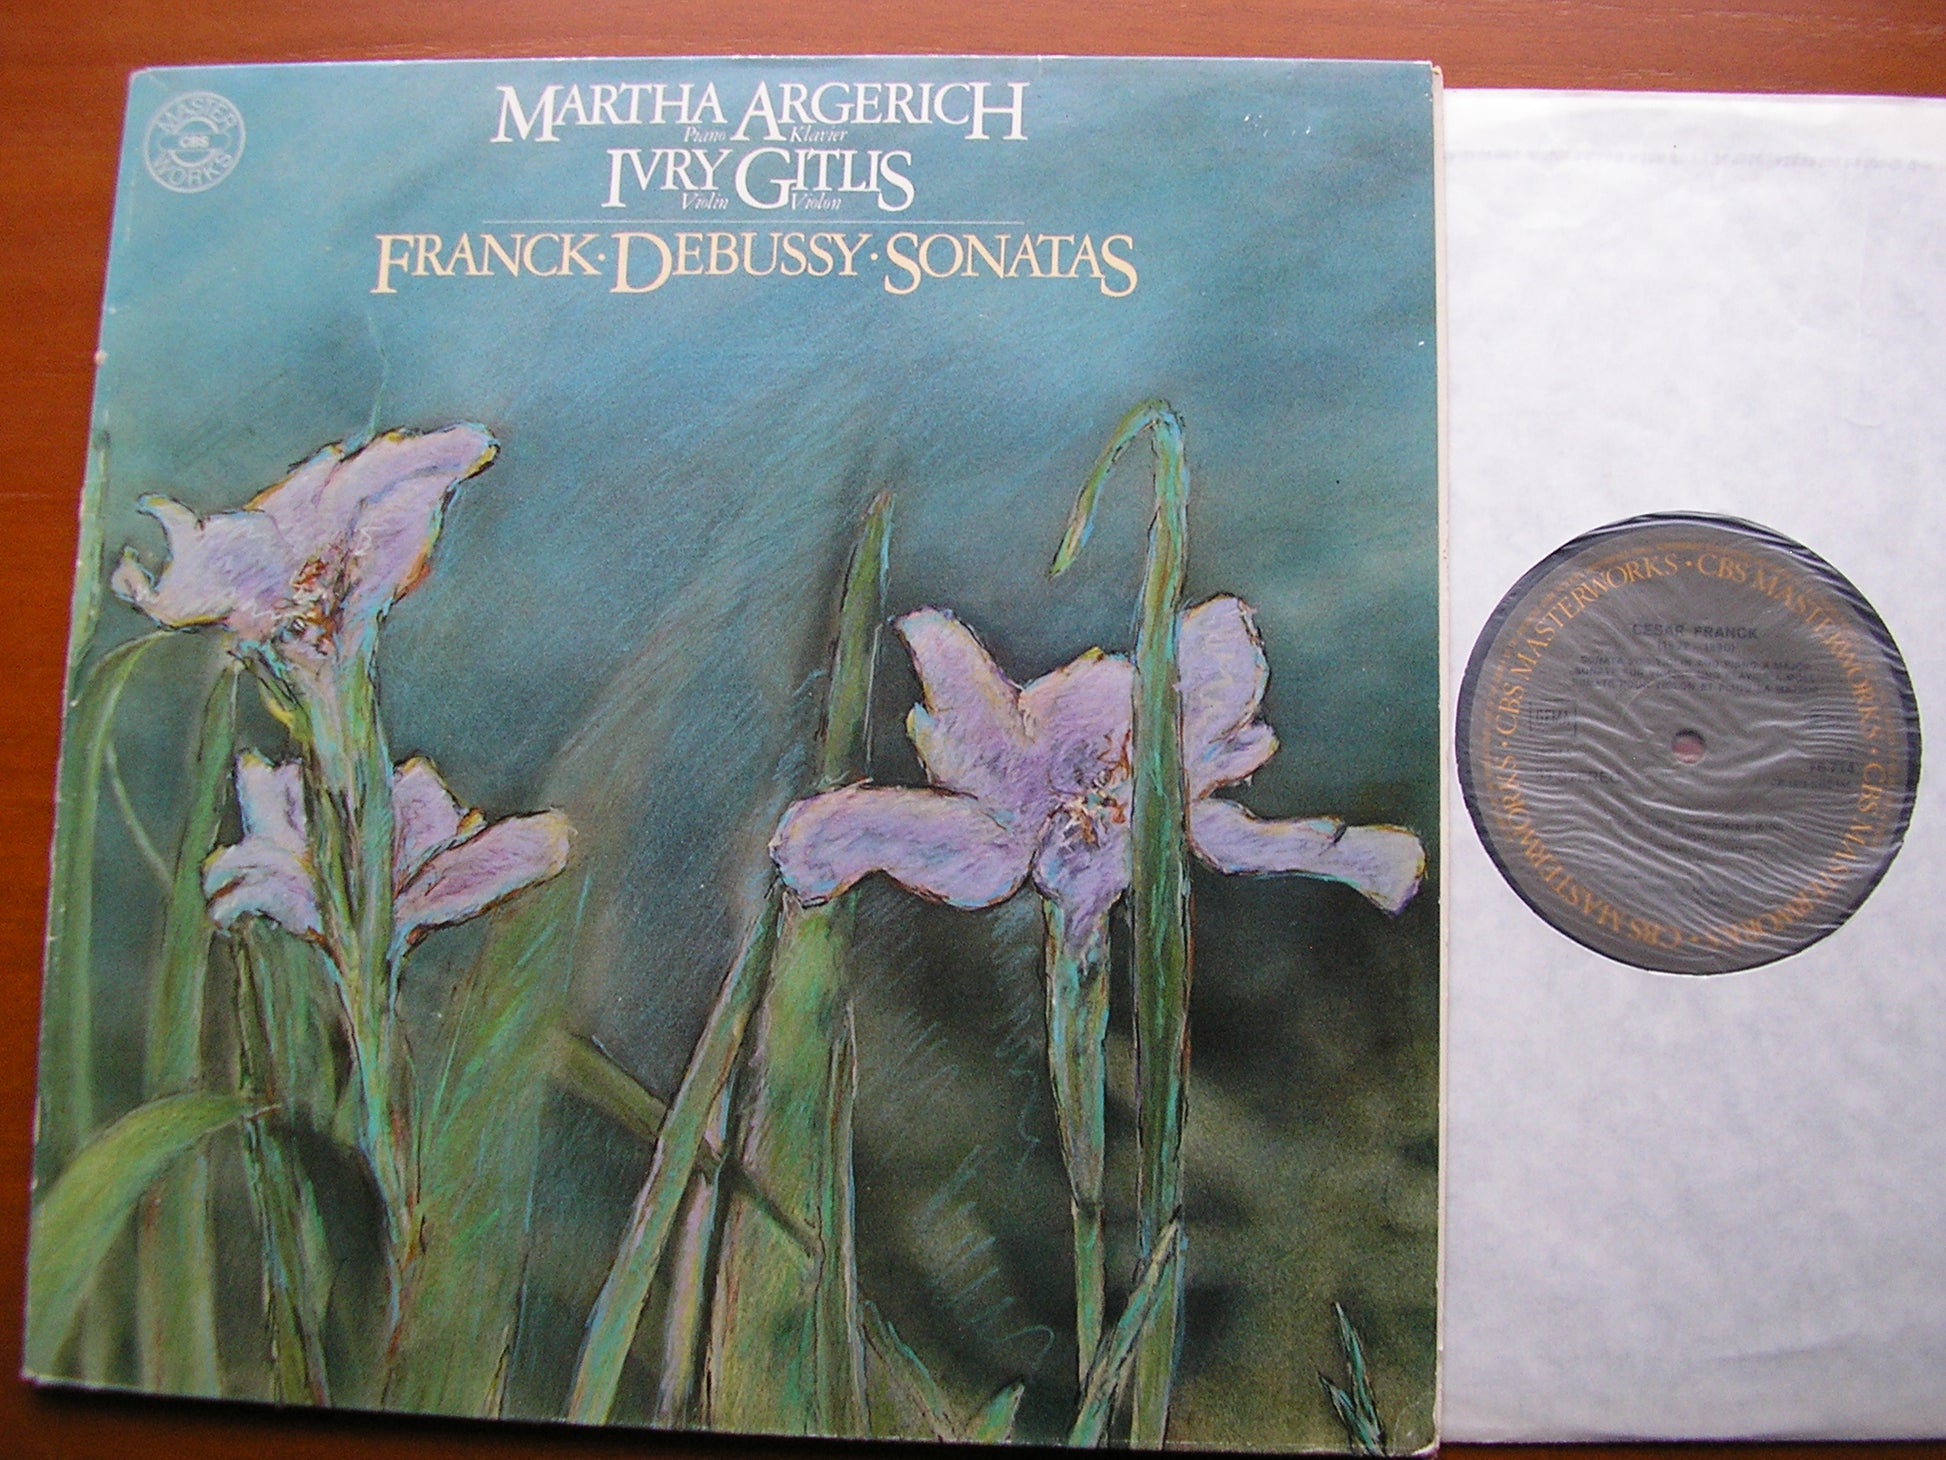 MASTER
CBS
WORKS
MARTHA ARGERICH
Piano Klavier
IVRY GITLIS
Violin Violon
FRANCK·DEBUSSY·SONATAS
CBS MASTERWORKS · CBS MASTERWORKS · CBS MASTERWORKS · CBS MASTERWORKS ·
CESAR FRANCK